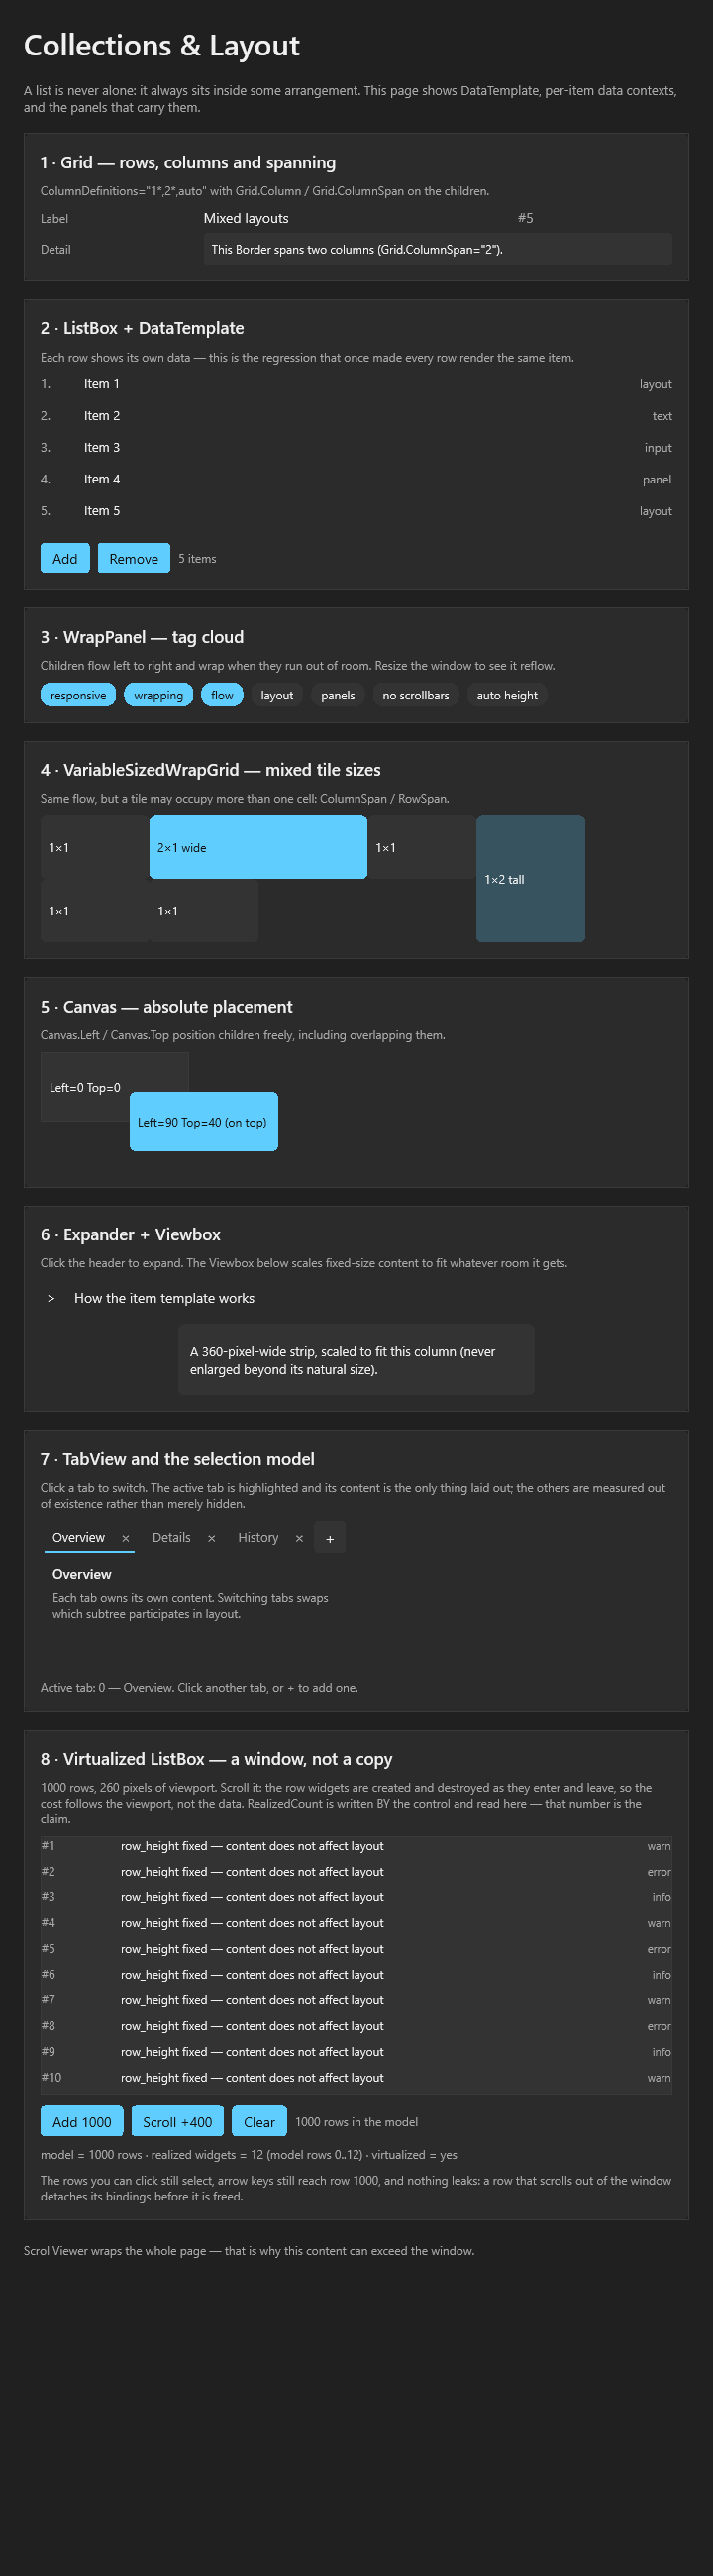 Collections & Layout
A list is never alone: it always sits inside some arrangement. This page shows DataTemplate, per-item data contexts,
and the panels that carry them.
1 · Grid — rows, columns and spanning
ColumnDefinitions="1*,2*,auto" with Grid.Column / Grid.ColumnSpan on the children.
Label Mixed layouts #5
Detail This Border spans two columns (Grid.ColumnSpan="2").
2 · ListBox + DataTemplate
Each row shows its own data — this is the regression that once made every row render the same item.
1. Item 1 layout
2. Item 2 text
3. Item 3 input
4. Item 4 panel
5. Item 5 layout
Add Remove 5 items
3 · WrapPanel — tag cloud
Children flow left to right and wrap when they run out of room. Resize the window to see it reflow.
responsive wrapping flow layout panels no scrollbars auto height
4 · VariableSizedWrapGrid — mixed tile sizes
Same flow, but a tile may occupy more than one cell: ColumnSpan / RowSpan.
1×1 2×1 wide 1×1
1×2 tall
1×1 1×1
5 · Canvas — absolute placement
Canvas.Left / Canvas.Top position children freely, including overlapping them.
Left=0 Top=0
Left=90 Top=40 (on top)
6 · Expander + Viewbox
Click the header to expand. The Viewbox below scales fixed-size content to fit whatever room it gets.
> How the item template works
A 360-pixel-wide strip, scaled to fit this column (never
enlarged beyond its natural size).
7 · TabView and the selection model
Click a tab to switch. The active tab is highlighted and its content is the only thing laid out; the others are measured out
of existence rather than merely hidden.
Overview × Details × History × +
Overview
Each tab owns its own content. Switching tabs swaps
which subtree participates in layout.
Active tab: 0 — Overview. Click another tab, or + to add one.
8 · Virtualized ListBox — a window, not a copy
1000 rows, 260 pixels of viewport. Scroll it: the row widgets are created and destroyed as they enter and leave, so the
cost follows the viewport, not the data. RealizedCount is written BY the control and read here — that number is the
claim.
#1 row_height fixed — content does not affect layout warn
#2 row_height fixed — content does not affect layout error
#3 row_height fixed — content does not affect layout info
#4 row_height fixed — content does not affect layout warn
#5 row_height fixed — content does not affect layout error
#6 row_height fixed — content does not affect layout info
#7 row_height fixed — content does not affect layout warn
#8 row_height fixed — content does not affect layout error
#9 row_height fixed — content does not affect layout info
#10 row_height fixed — content does not affect layout warn
Add 1000 Scroll +400 Clear 1000 rows in the model
model = 1000 rows · realized widgets = 12 (model rows 0..12) · virtualized = yes
The rows you can click still select, arrow keys still reach row 1000, and nothing leaks: a row that scrolls out of the window
detaches its bindings before it is freed.
ScrollViewer wraps the whole page — that is why this content can exceed the window.